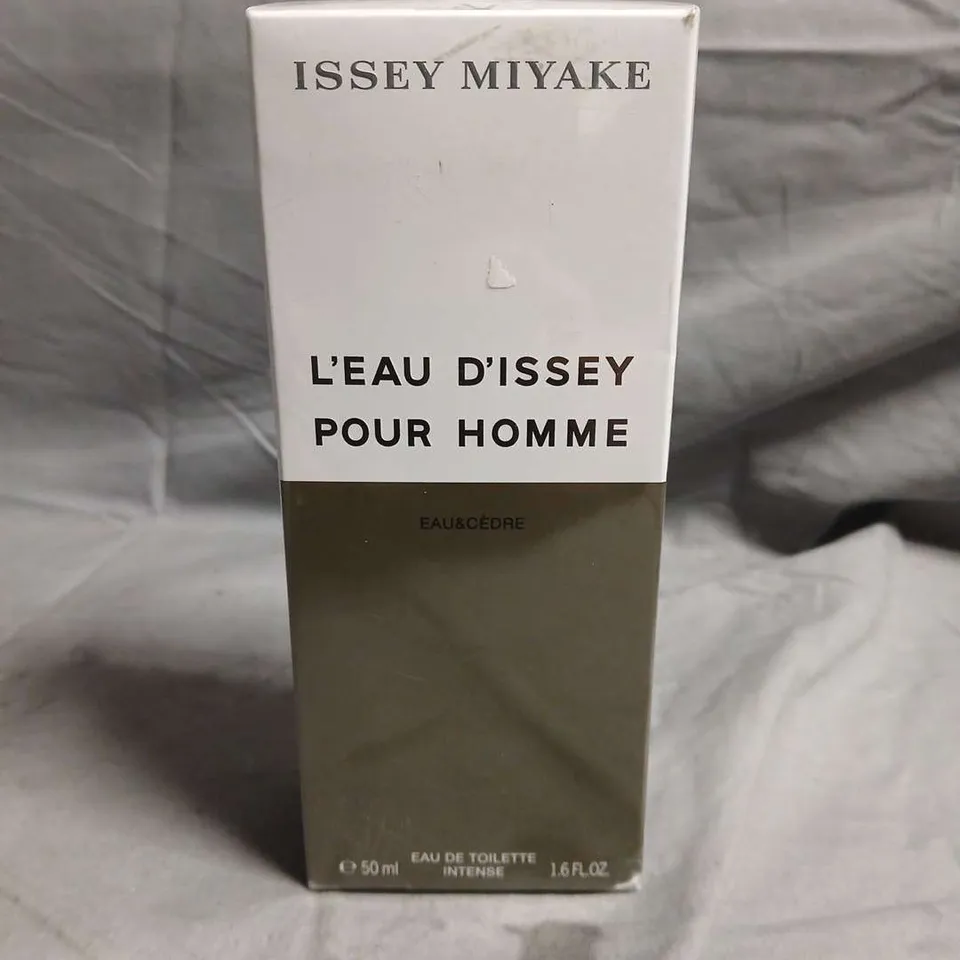 ISSEY MIYAKE
L'EAU D'ISSEY
POUR HOMME
EAU&CÈDRE
EAU DE TOILETTE
℮ 50 ml INTENSE 1.6 FL.OZ.